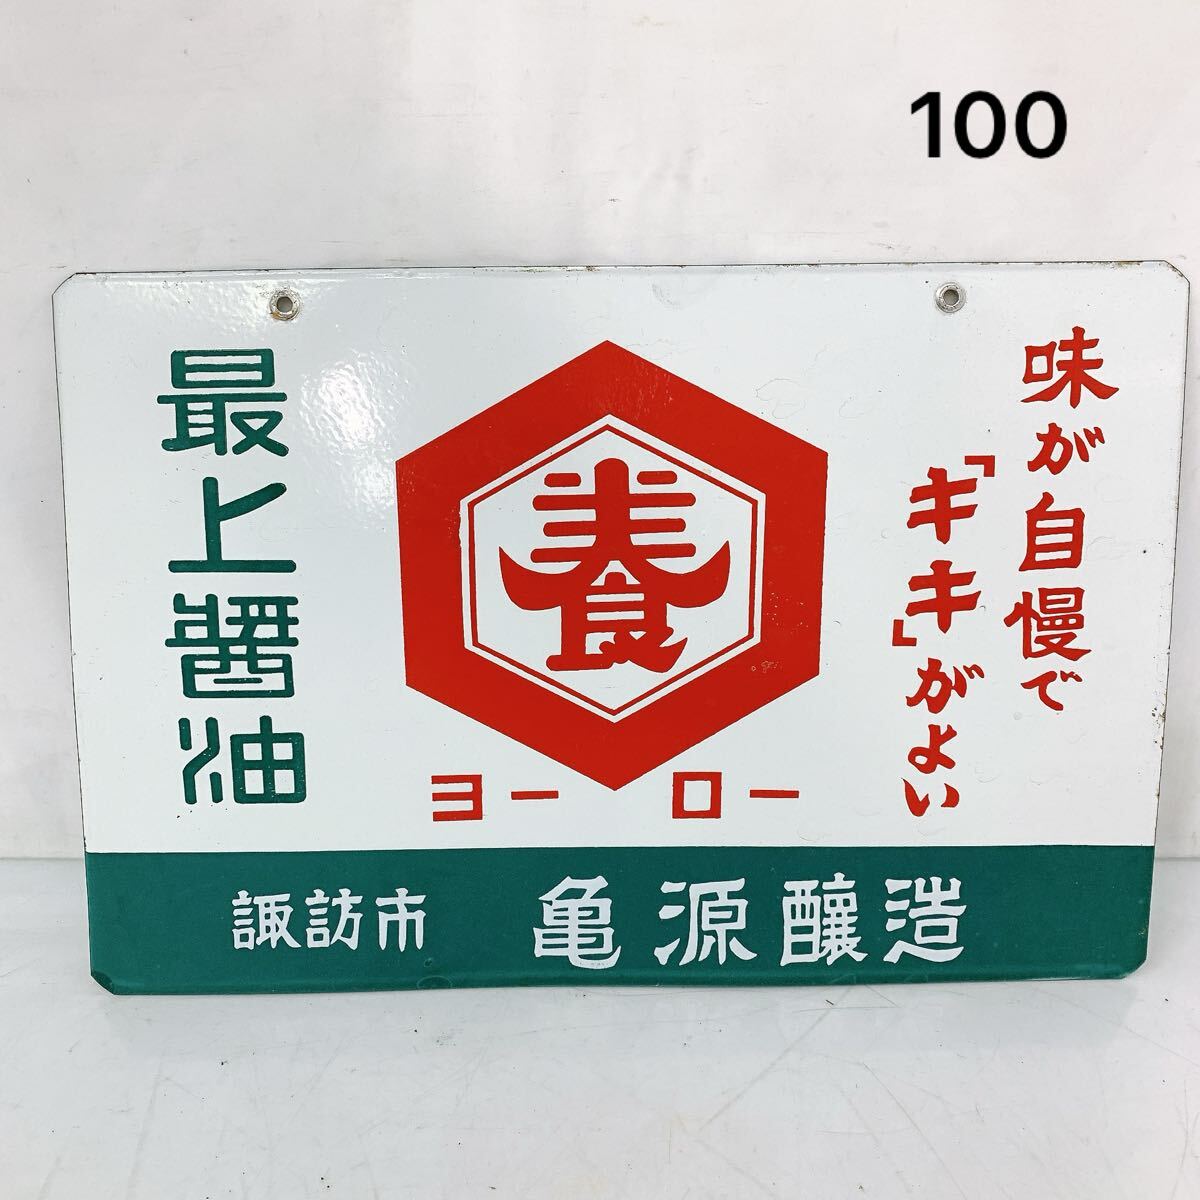 100
味が自慢で
「キキ」がよい
養
ヨーロー
最上醤油
諏訪市 亀源醸造